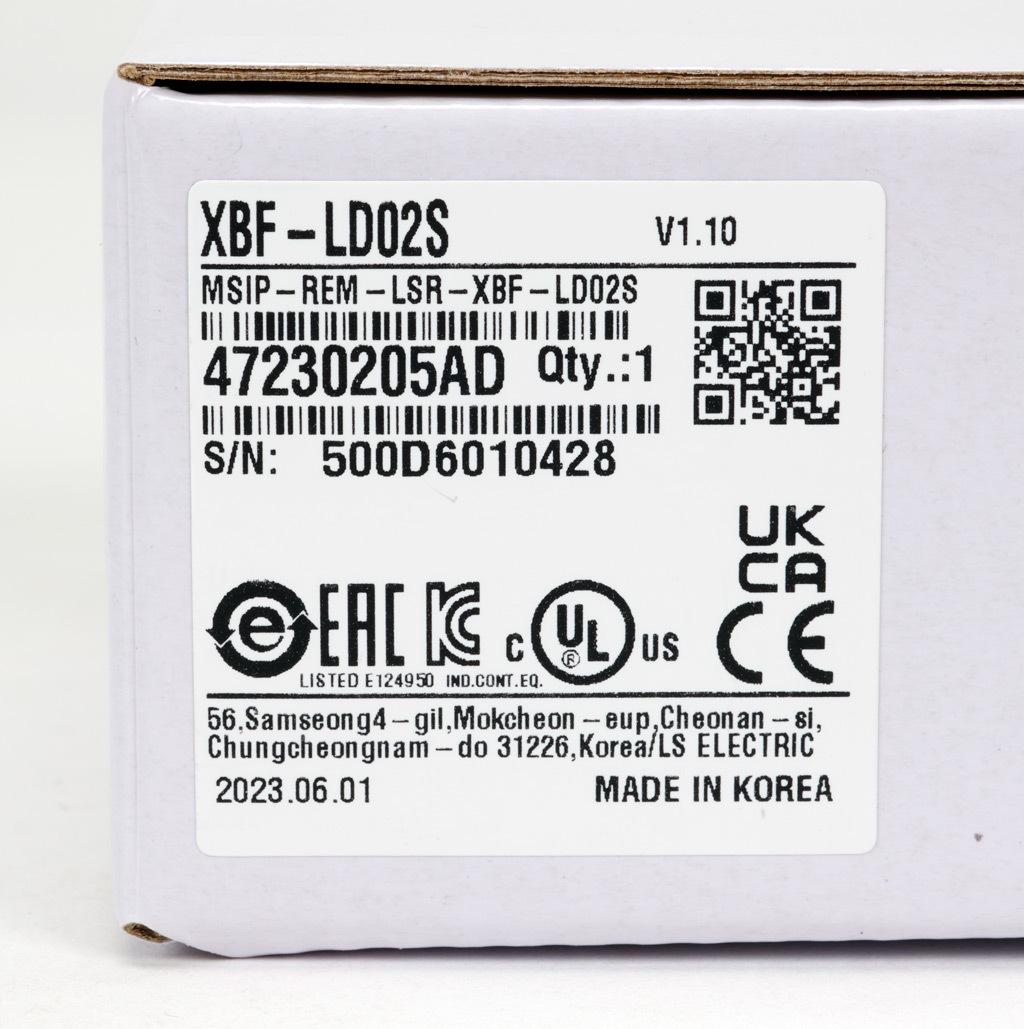 XBF-LD02S V1.10
MSIP-REM-LSR-XBF-LD02S
47230205AD Qty.:1
S/N: 500D6010428
UK
CA
e EAC KC C UL ® US CE
LISTED E124950 IND.CONT.EQ.
56,Samseong4-gil,Mokcheon-eup,Cheonan-si,
Chungcheongnam-do 31226,Korea/LS ELECTRIC
2023.06.01 MADE IN KOREA